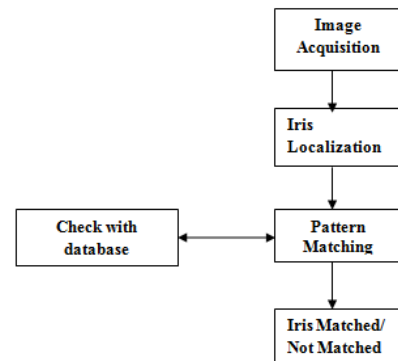 Image
Acquisition
Iris
Localization
Check with
database
Pattern
Matching
Iris Matched/
Not Matched